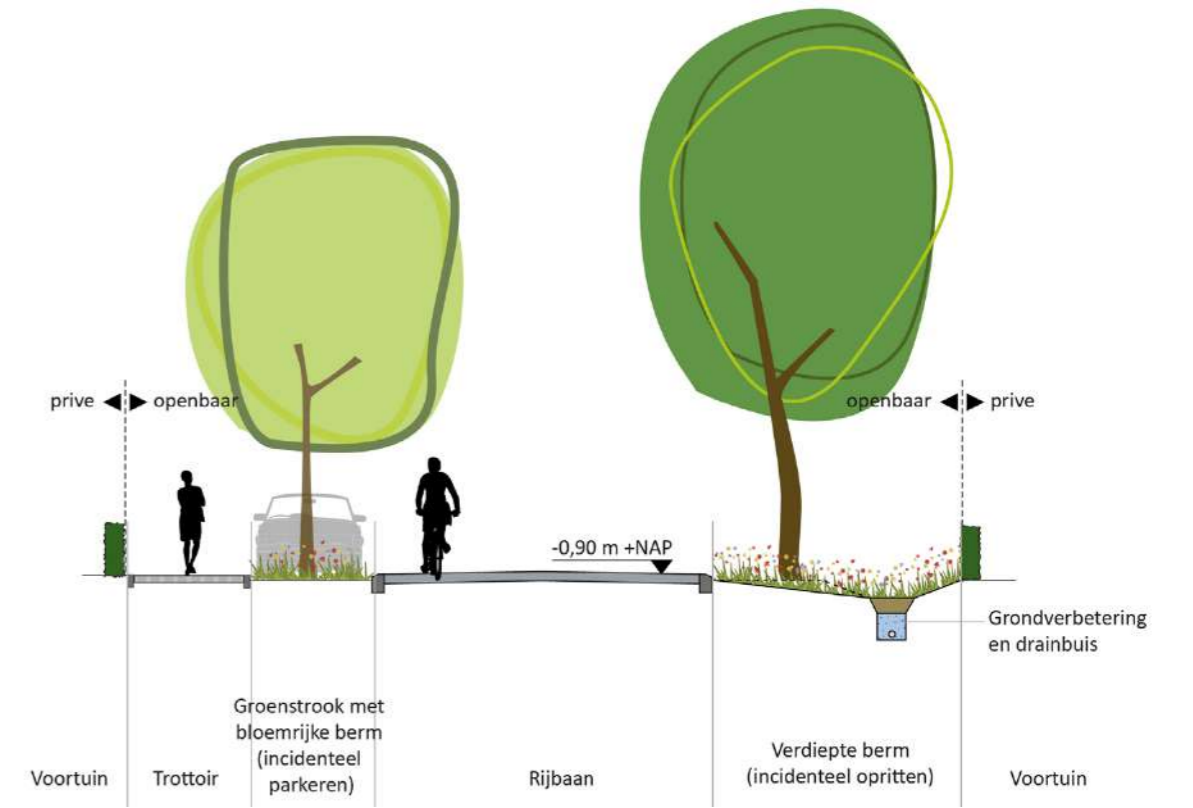 prive ◀ ▶ openbaar
openbaar ◀ ▶ prive
-0,90 m +NAP
Grondverbetering
en drainbuis
Voortuin
Trottoir
Groenstrook met
bloemrijke berm
(incidenteel
parkeren)
Rijbaan
Verdiepte berm
(incidenteel opritten)
Voortuin